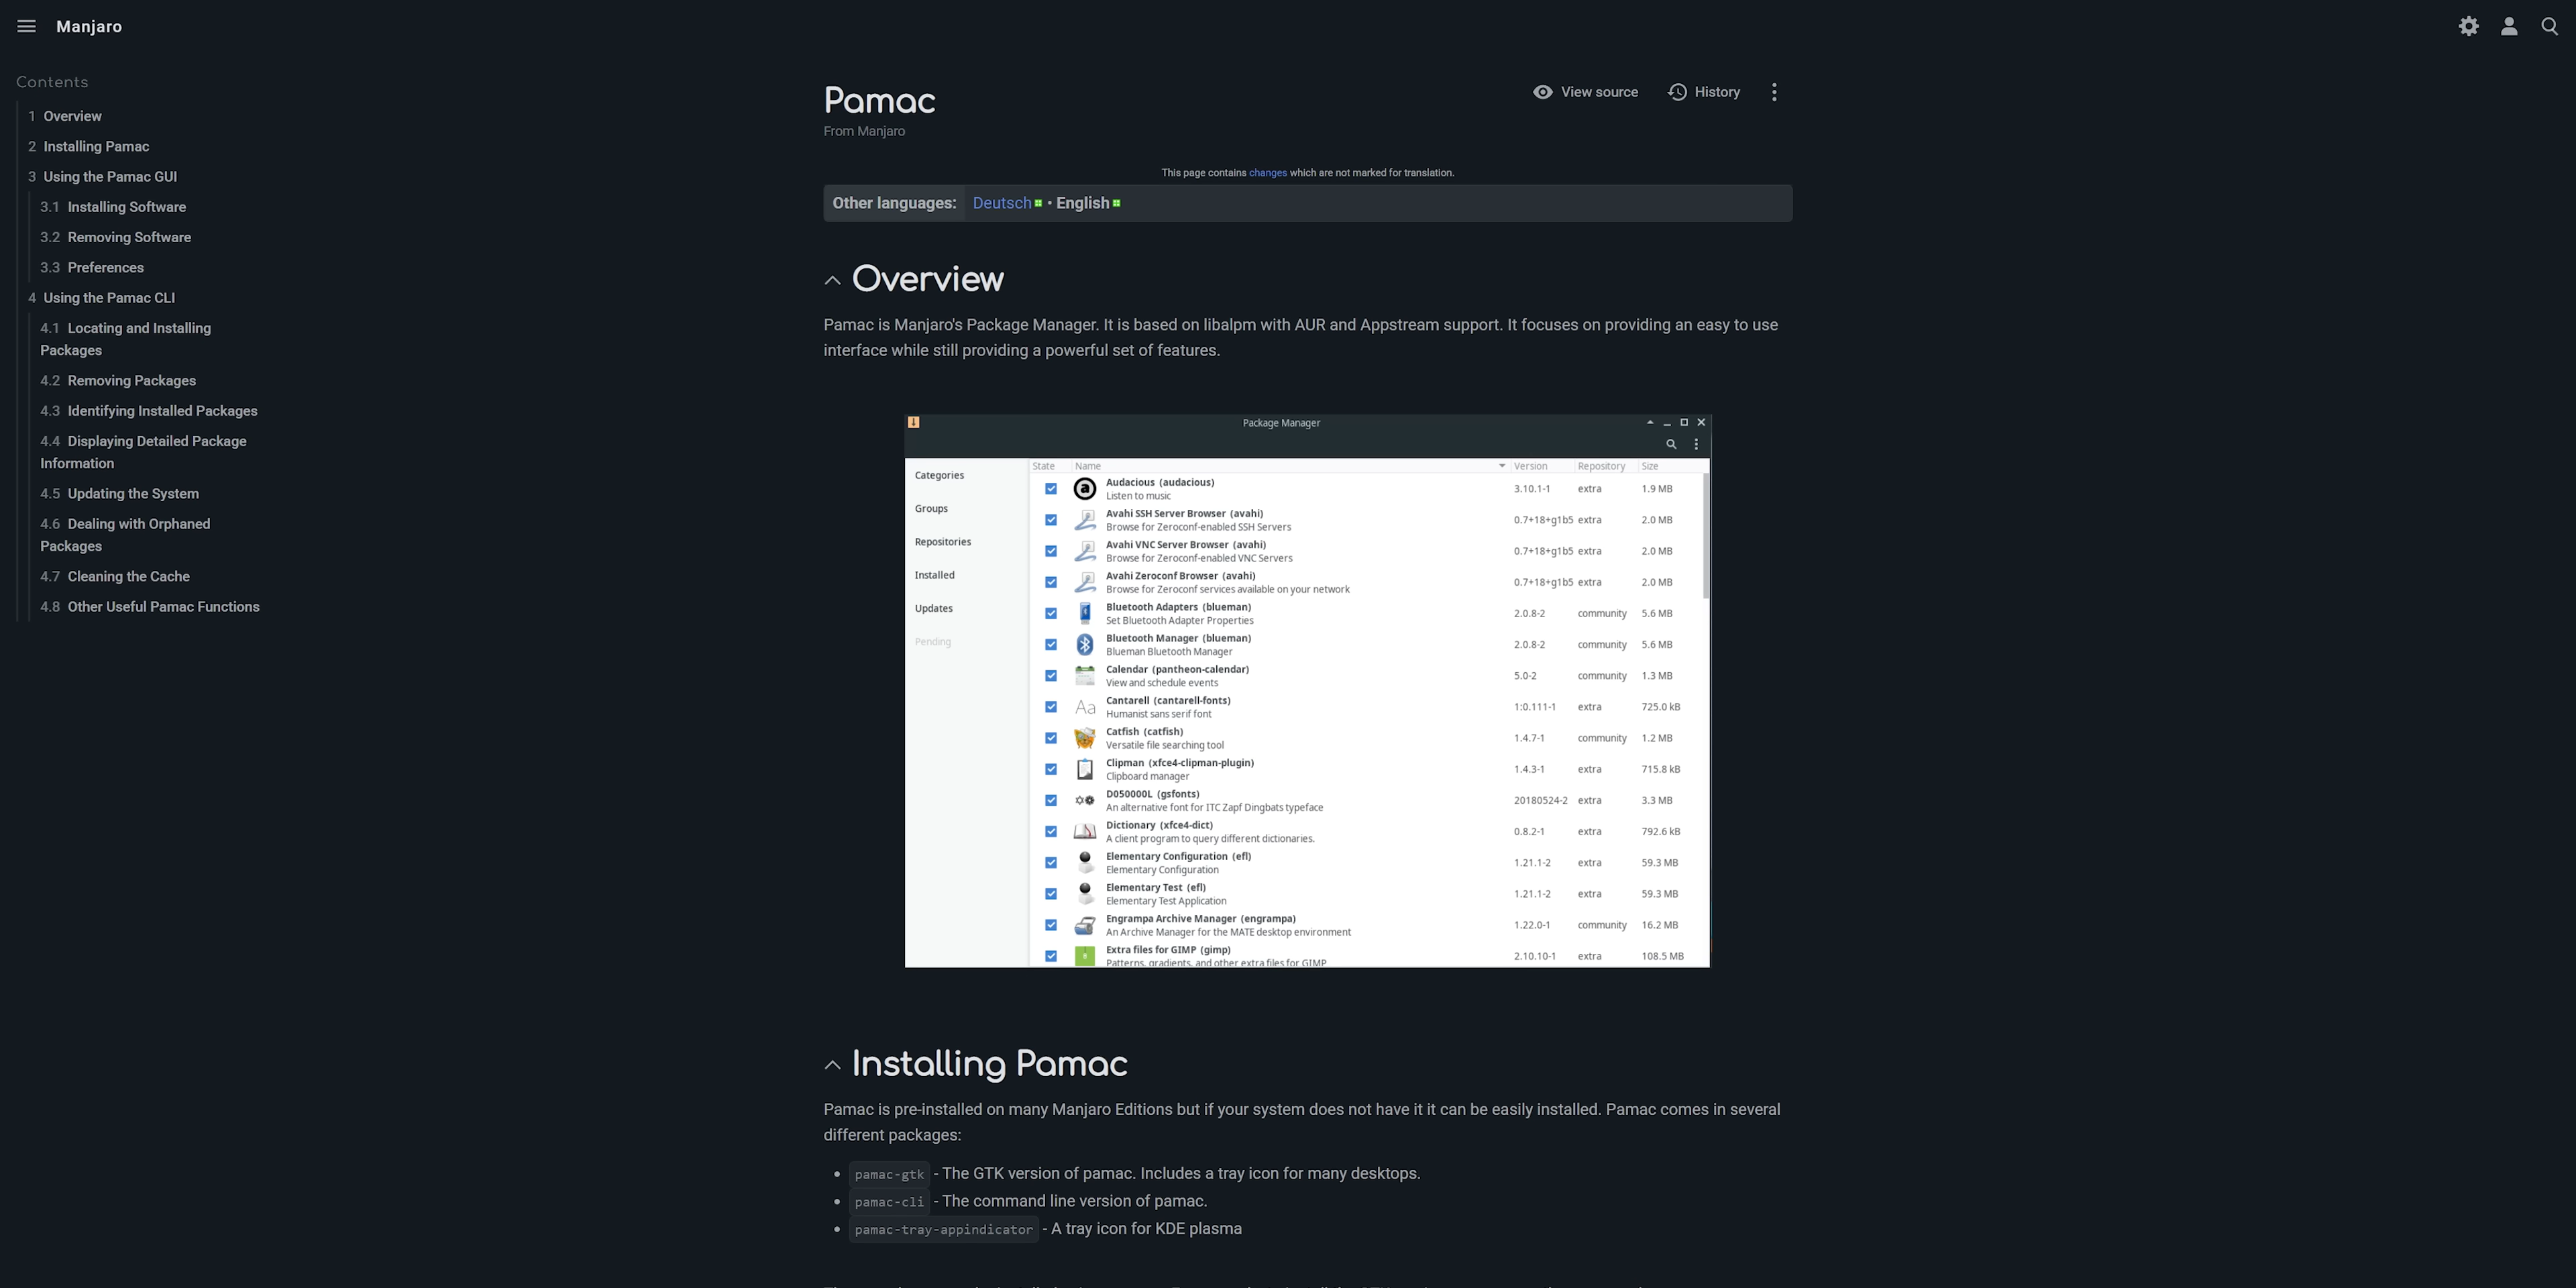 Manjaro
Contents
1 Overview
2 Installing Pamac
3 Using the Pamac GUI
3.1 Installing Software
3.2 Removing Software
3.3 Preferences
4 Using the Pamac CLI
4.1 Locating and Installing
Packages
4.2 Removing Packages
4.3 Identifying Installed Packages
4.4 Displaying Detailed Package
Information
4.5 Updating the System
4.6 Dealing with Orphaned
Packages
4.7 Cleaning the Cache
4.8 Other Useful Pamac Functions
Pamac
View source History
From Manjaro
This page contains changes which are not marked for translation.
Other languages: Deutsch • English
Overview
Pamac is Manjaro's Package Manager. It is based on libalpm with AUR and Appstream support. It focuses on providing an easy to use
interface while still providing a powerful set of features.
Package Manager
Categories
Groups
Repositories
Installed
Updates
Pending
State Name Version Repository Size
Audacious (audacious)
Listen to music
3.10.1-1 extra 1.9 MB
Avahi SSH Server Browser (avahi)
Browse for Zeroconf-enabled SSH Servers
0.7+18+g1b5 extra 2.0 MB
Avahi VNC Server Browser (avahi)
Browse for Zeroconf-enabled VNC Servers
0.7+18+g1b5 extra 2.0 MB
Avahi Zeroconf Browser (avahi)
Browse for Zeroconf services available on your network
0.7+18+g1b5 extra 2.0 MB
Bluetooth Adapters (blueman)
Set Bluetooth Adapter Properties
2.0.8-2 community 5.6 MB
Bluetooth Manager (blueman)
Blueman Bluetooth Manager
2.0.8-2 community 5.6 MB
Calendar (pantheon-calendar)
View and schedule events
5.0-2 community 1.3 MB
Cantarell (cantarell-fonts)
Humanist sans serif font
1:0.111-1 extra 725.0 kB
Catfish (catfish)
Versatile file searching tool
1.4.7-1 community 1.2 MB
Clipman (xfce4-clipman-plugin)
Clipboard manager
1.4.3-1 extra 715.8 kB
D050000L (gsfonts)
An alternative font for ITC Zapf Dingbats typeface
20180524-2 extra 3.3 MB
Dictionary (xfce4-dict)
A client program to query different dictionaries.
0.8.2-1 extra 792.6 kB
Elementary Configuration (efl)
Elementary Configuration
1.21.1-2 extra 59.3 MB
Elementary Test (efl)
Elementary Test Application
1.21.1-2 extra 59.3 MB
Engrampa Archive Manager (engrampa)
An Archive Manager for the MATE desktop environment
1.22.0-1 community 16.2 MB
Extra files for GIMP (gimp)
Patterns, gradients, and other extra files for GIMP
2.10.10-1 extra 108.5 MB
Installing Pamac
Pamac is pre-installed on many Manjaro Editions but if your system does not have it it can be easily installed. Pamac comes in several
different packages:
• pamac-gtk - The GTK version of pamac. Includes a tray icon for many desktops.
• pamac-cli - The command line version of pamac.
• pamac-tray-appindicator - A tray icon for KDE plasma